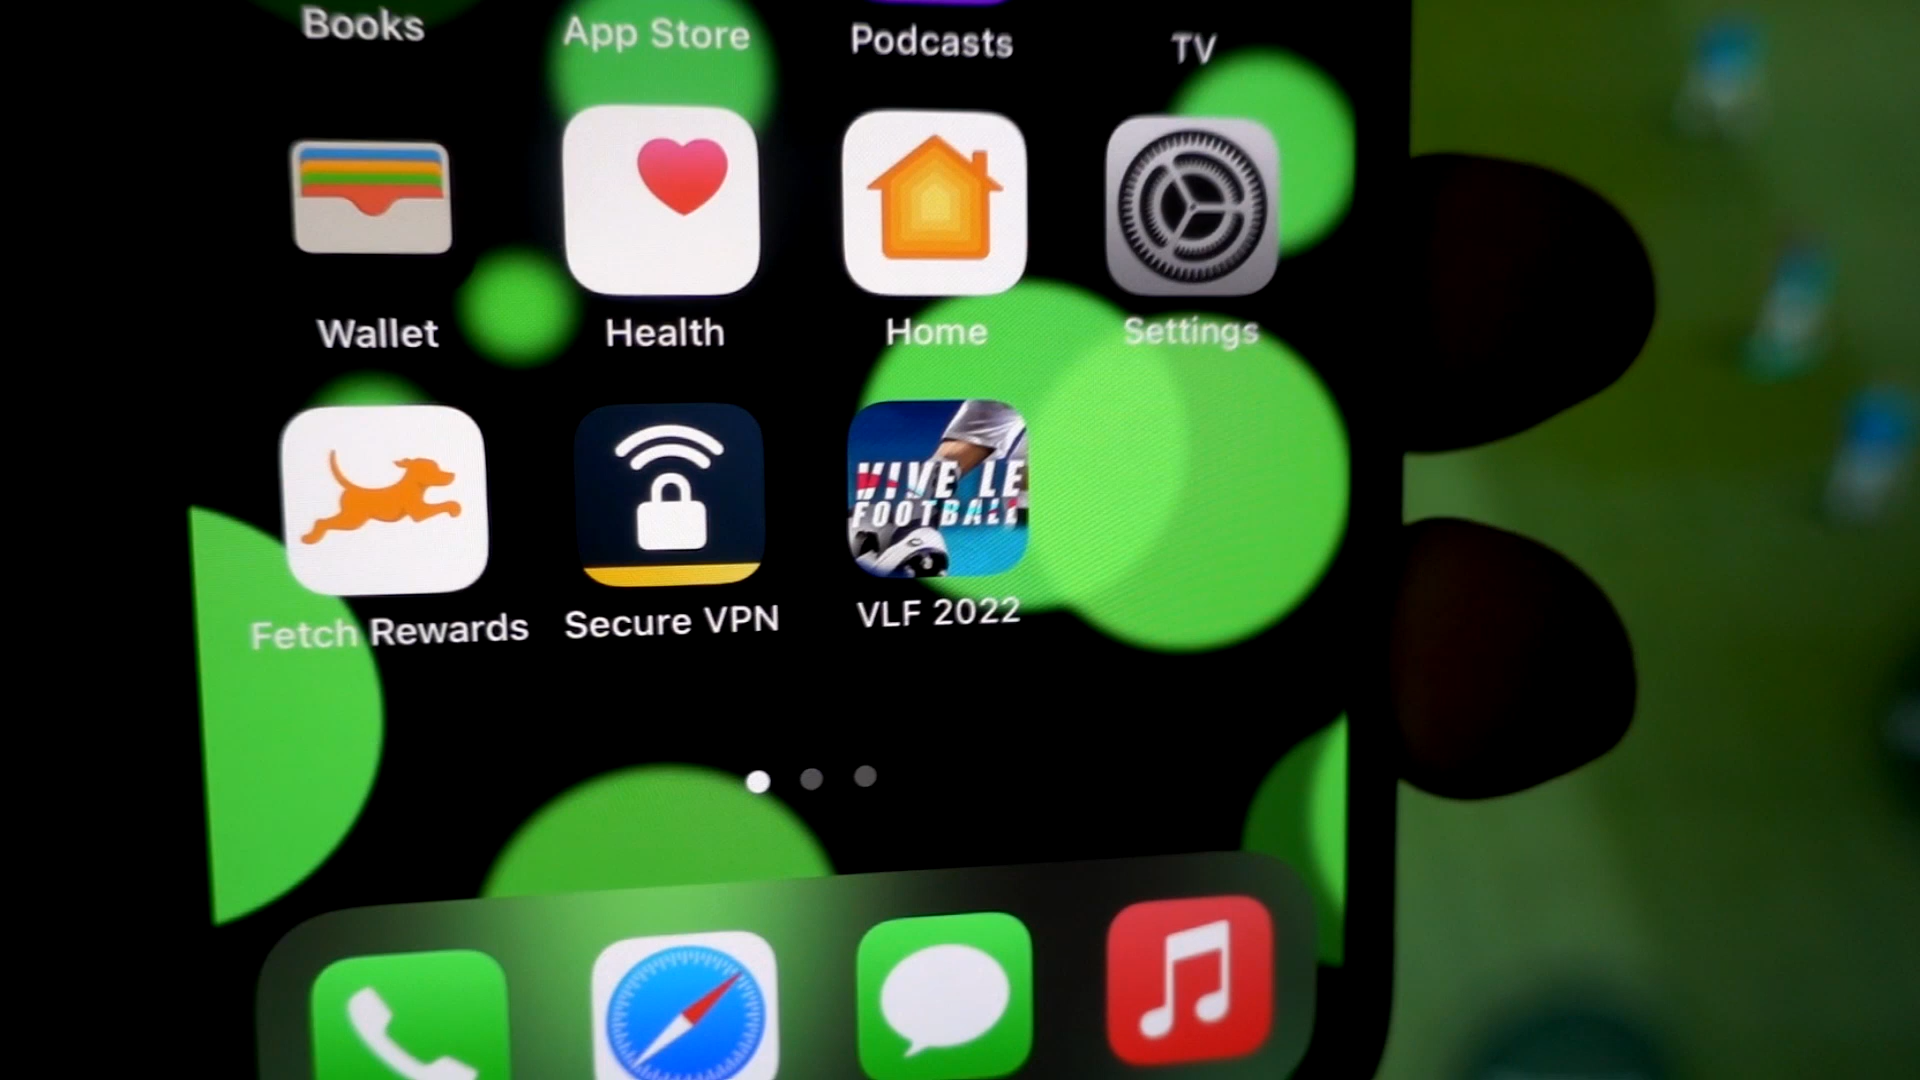 Books
App Store
Podcasts
TV
Wallet
Health
Home
Settings
VIVE LE
FOOTBALL
Fetch Rewards
Secure VPN
VLF 2022